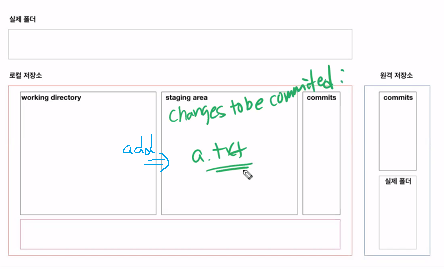 실제 폴더
로컬 저장소
원격 저장소
working directory
staging area
commits
commits
changes to be commited :
add
a.txt
실제 폴더